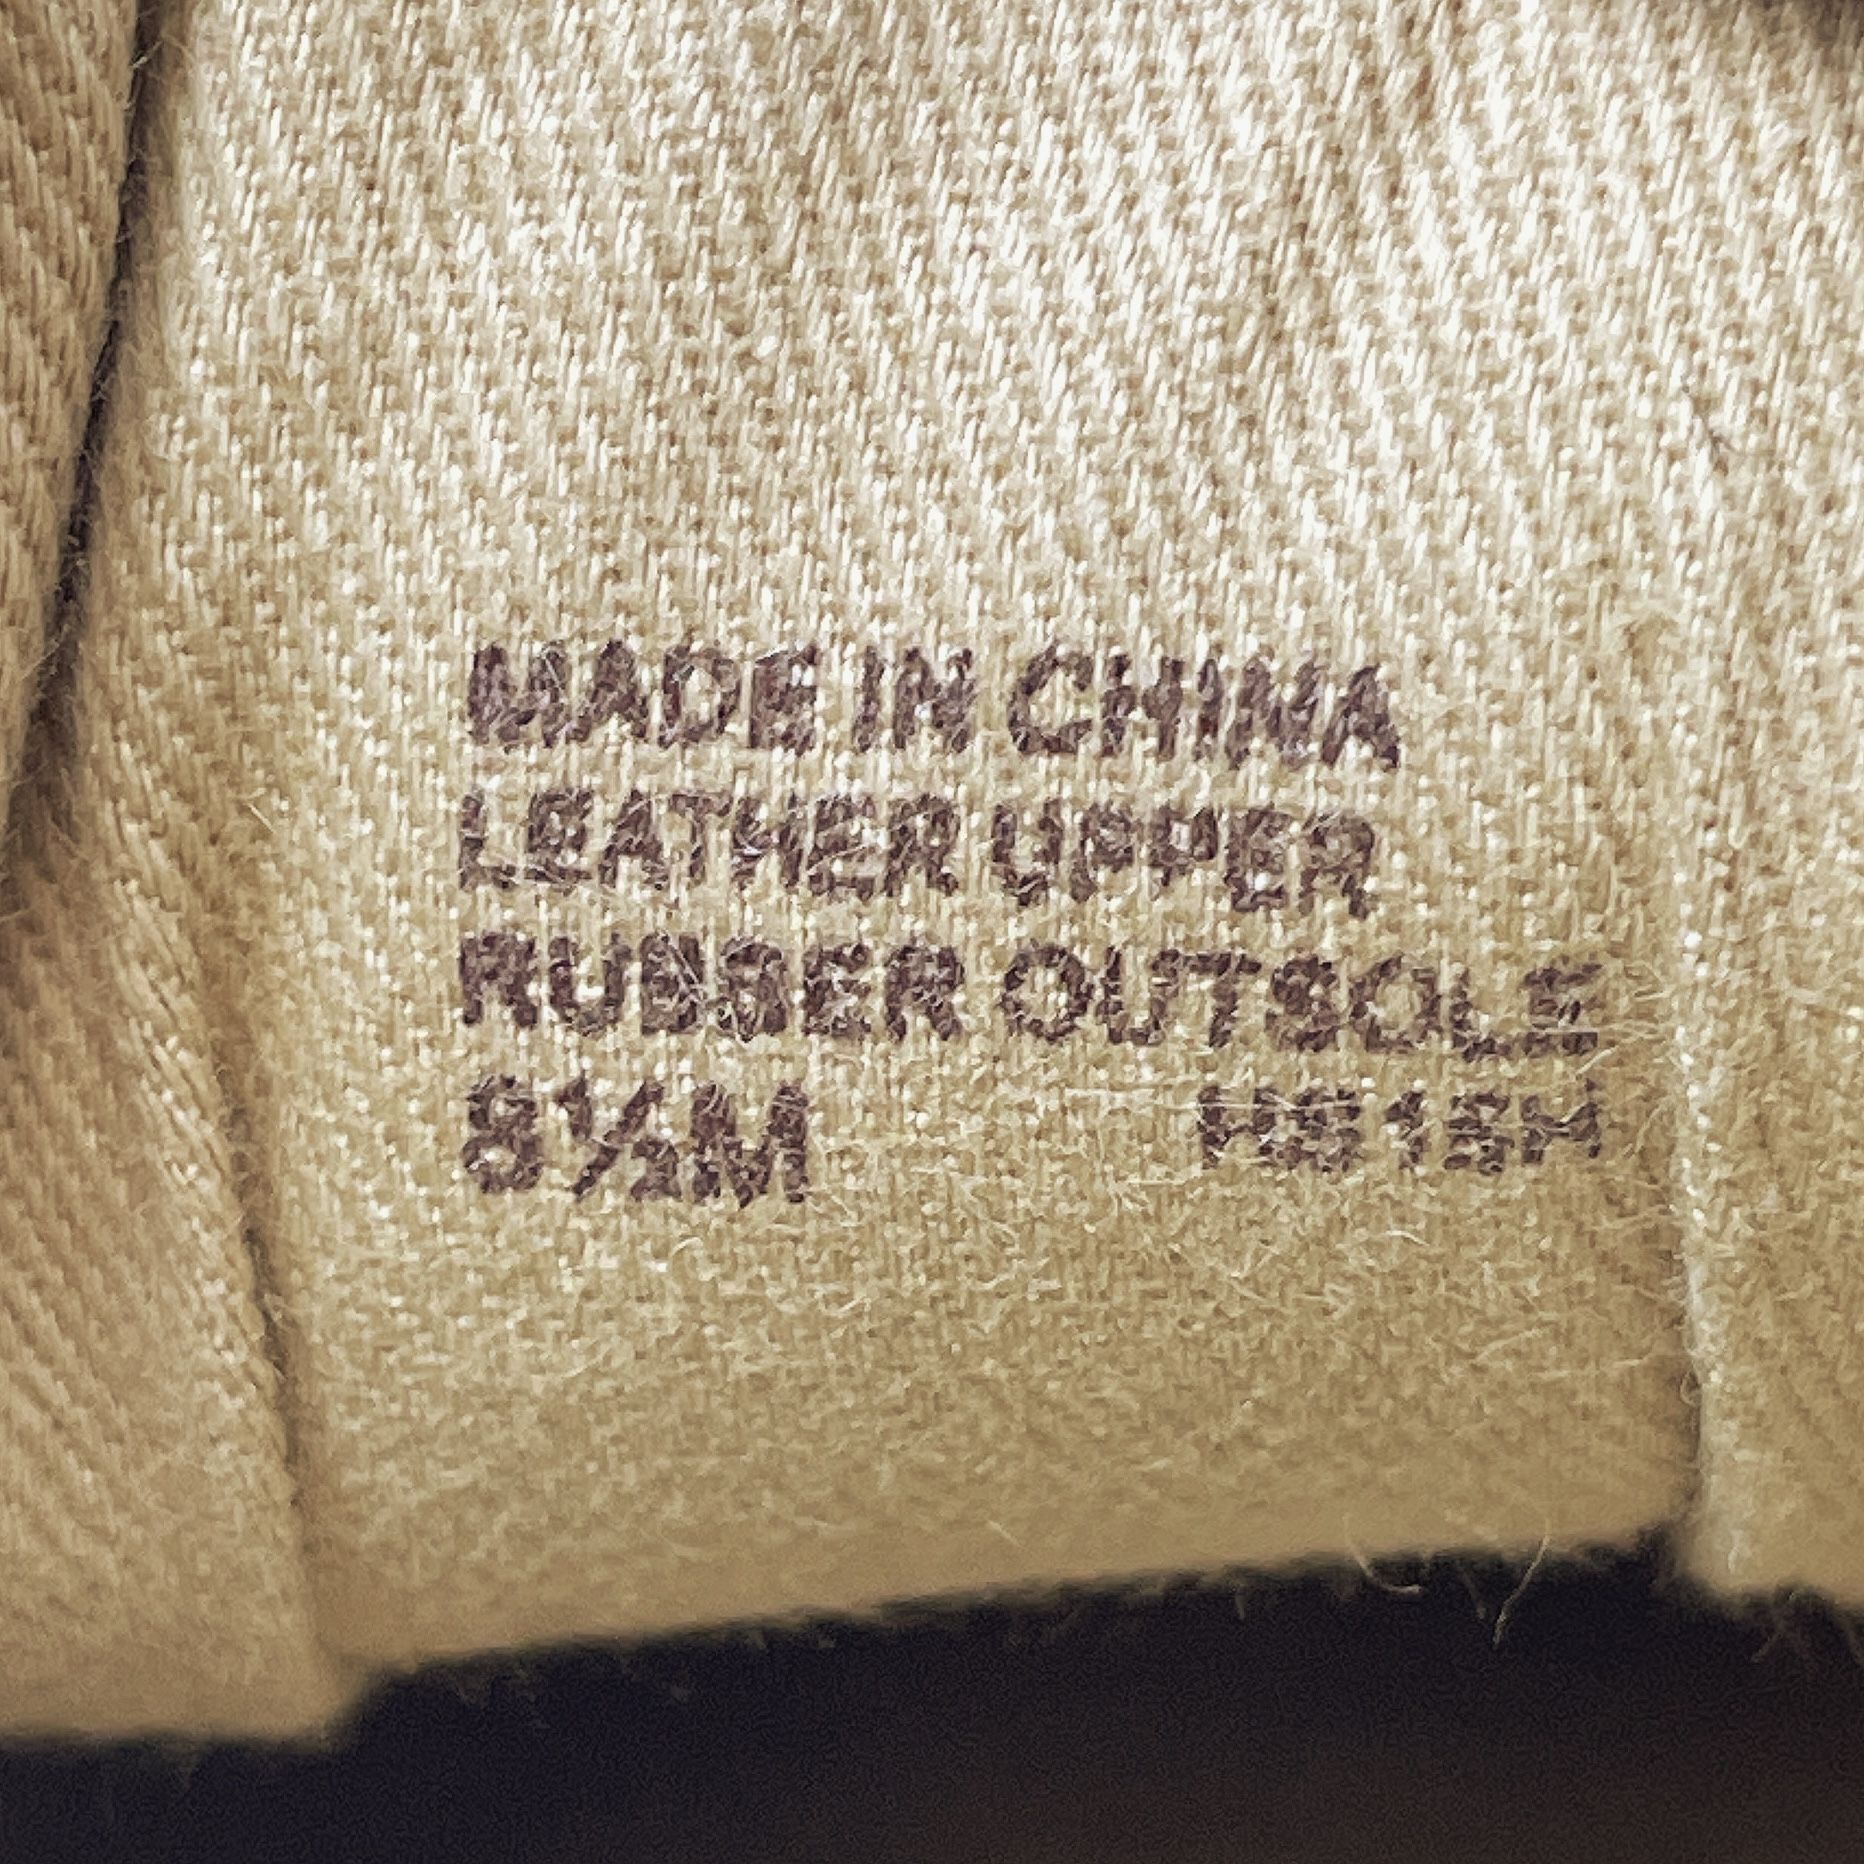 MADE IN CHINA
LEATHER UPPER
RUBBER OUTSOLE
8½M